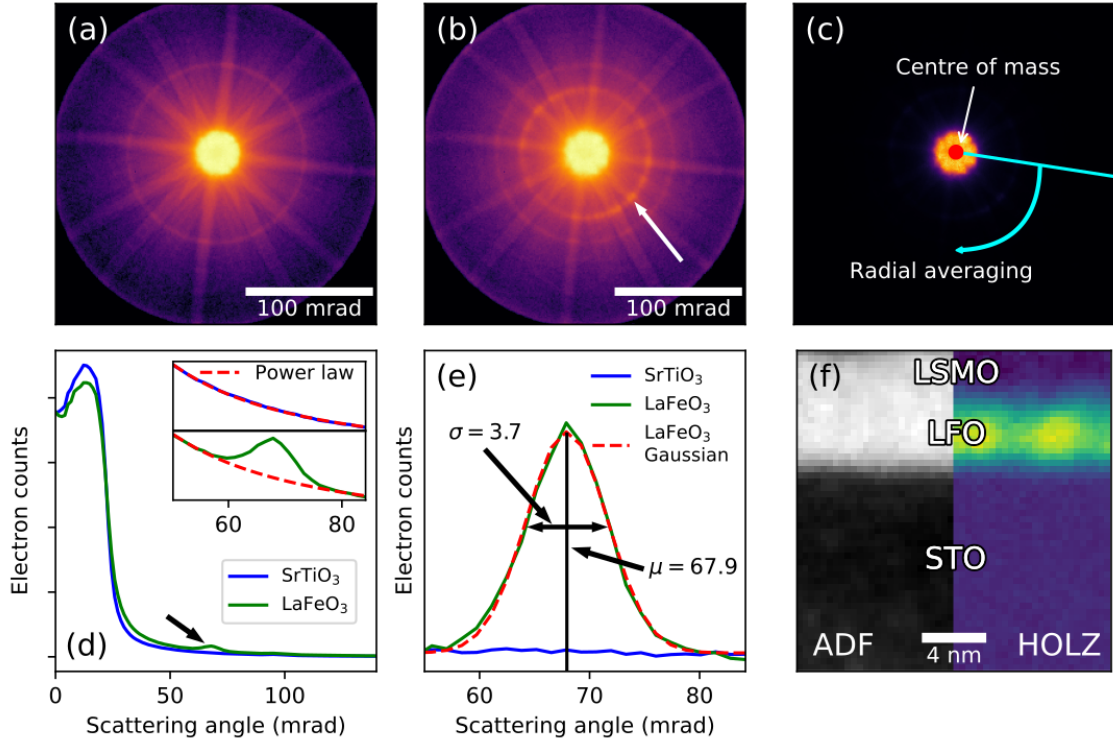 (a)
100 mrad
(b)
100 mrad
(c)
Centre of mass
Radial averaging
(d)
Electron counts
Power law
60
80
SrTiO₃
LaFeO₃
0
50
100
Scattering angle (mrad)
(e)
Electron counts
SrTiO₃
LaFeO₃
LaFeO₃
Gaussian
σ = 3.7
μ = 67.9
60
70
80
Scattering angle (mrad)
(f)
LSMO
LFO
STO
ADF
4 nm
HOLZ